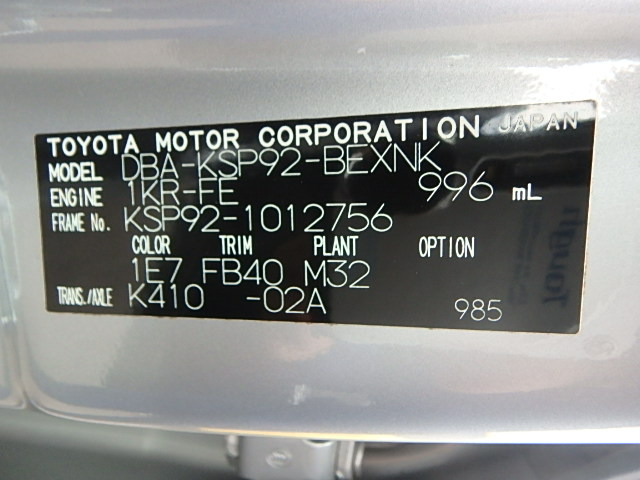 TOYOTA MOTOR CORPORATION JAPAN
MODEL DBA-KSP92-BEXNK
ENGINE 1KR-FE 996 mL
FRAME No. KSP92-1012756
COLOR TRIM PLANT OPTION
1E7 FB40 M32
TRANS./AXLE K410 -02A
985